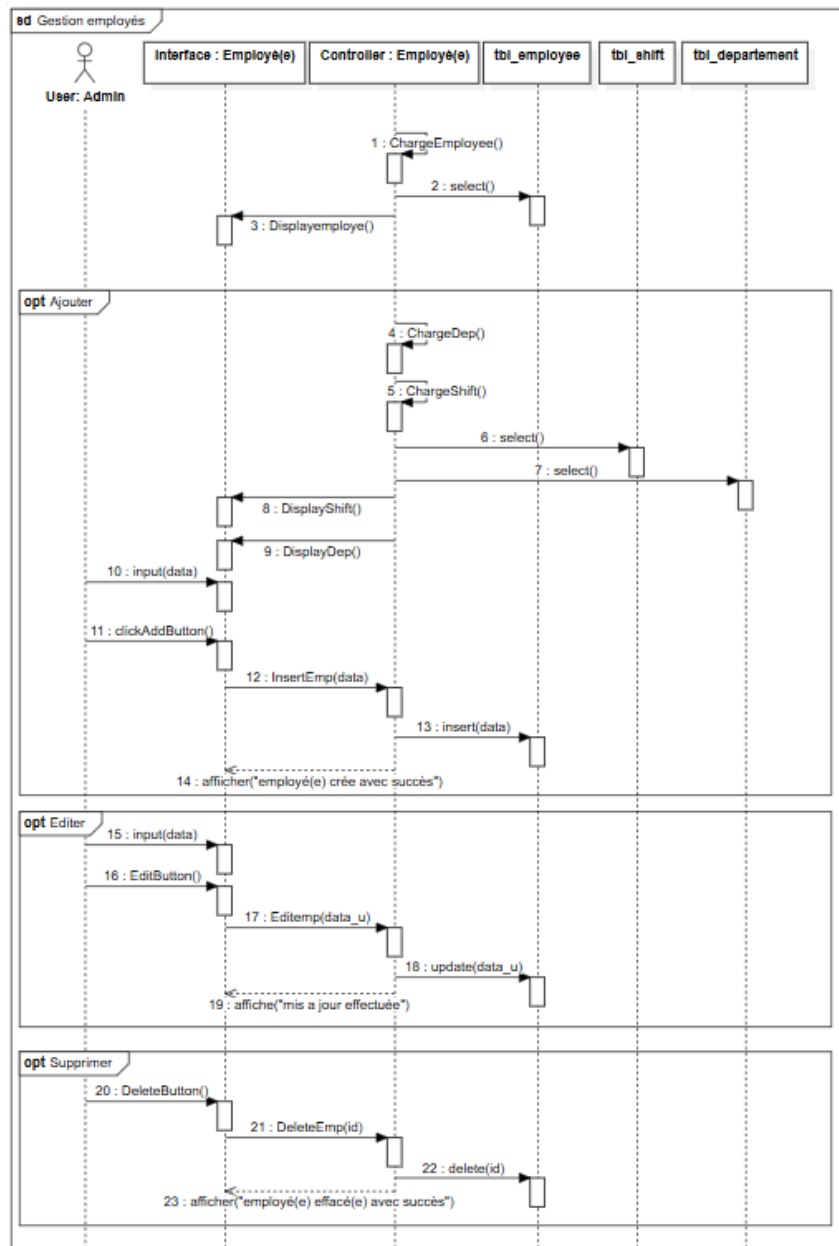 sd Gestion employés
User: Admin
Interface : Employé(e)
Controller : Employé(e)
tbl_employee
tbl_shift
tbl_departement
1 : ChargeEmployee()
2 : select()
3 : Displayemploye()
opt Ajouter
4 : ChargeDep()
5 : ChargeShift()
6 : select()
7 : select()
8 : DisplayShift()
9 : DisplayDep()
10 : input(data)
11 : clickAddButton()
12 : InsertEmp(data)
13 : insert(data)
14 : affiicher("employé(e) crée avec succès")
opt Editer
15 : input(data)
16 : EditButton()
17 : Editemp(data_u)
18 : update(data_u)
19 : affiche("mis a jour effectuée")
opt Supprimer
20 : DeleteButton()
21 : DeleteEmp(id)
22 : delete(id)
23 : afficher("employé(e) effacé(e) avec succès")